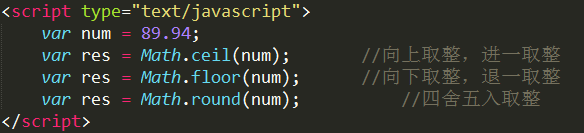 <script type="text/javascript">
var num = 89.94;
var res = Math.ceil(num); //向上取整，进一取整
var res = Math.floor(num); //向下取整，退一取整
var res = Math.round(num); //四舍五入取整
</script>